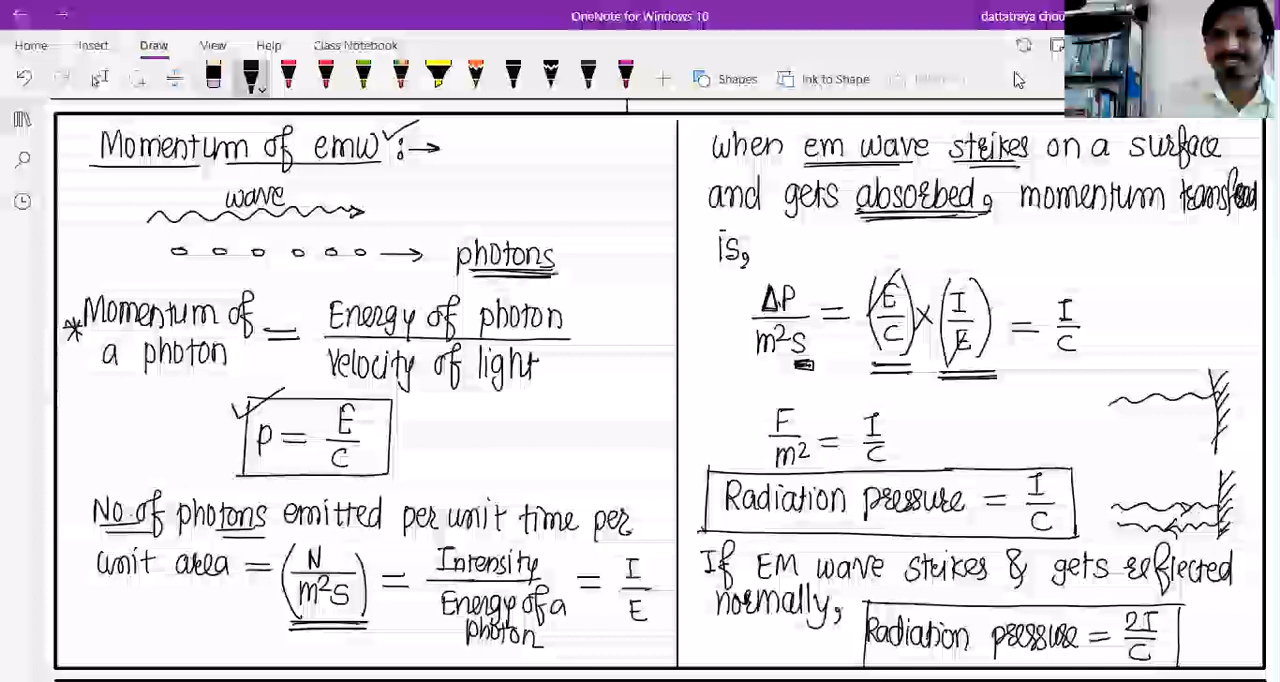 OneNote for Windows 10
dattatraya chou
Home Insert Draw View Help Class Notebook
Shapes Ink to Shape
Momentum of emw :→
wave
photons
* Momentum of a photon = Energy of photon / Velocity of light
p = E/C
No. of photons emitted per unit time per
unit area = (N/m²s) = Intensity / Energy of a photon = I/E
when em wave strikes on a surface
and gets absorbed, momentum
is,
ΔP/m²s = (E/C) × (I/E) = I/C
F/m² = I/C
Radiation pressure = I/C
If EM wave strikes & gets reflected
normally,
Radiation pressure = 2I/C